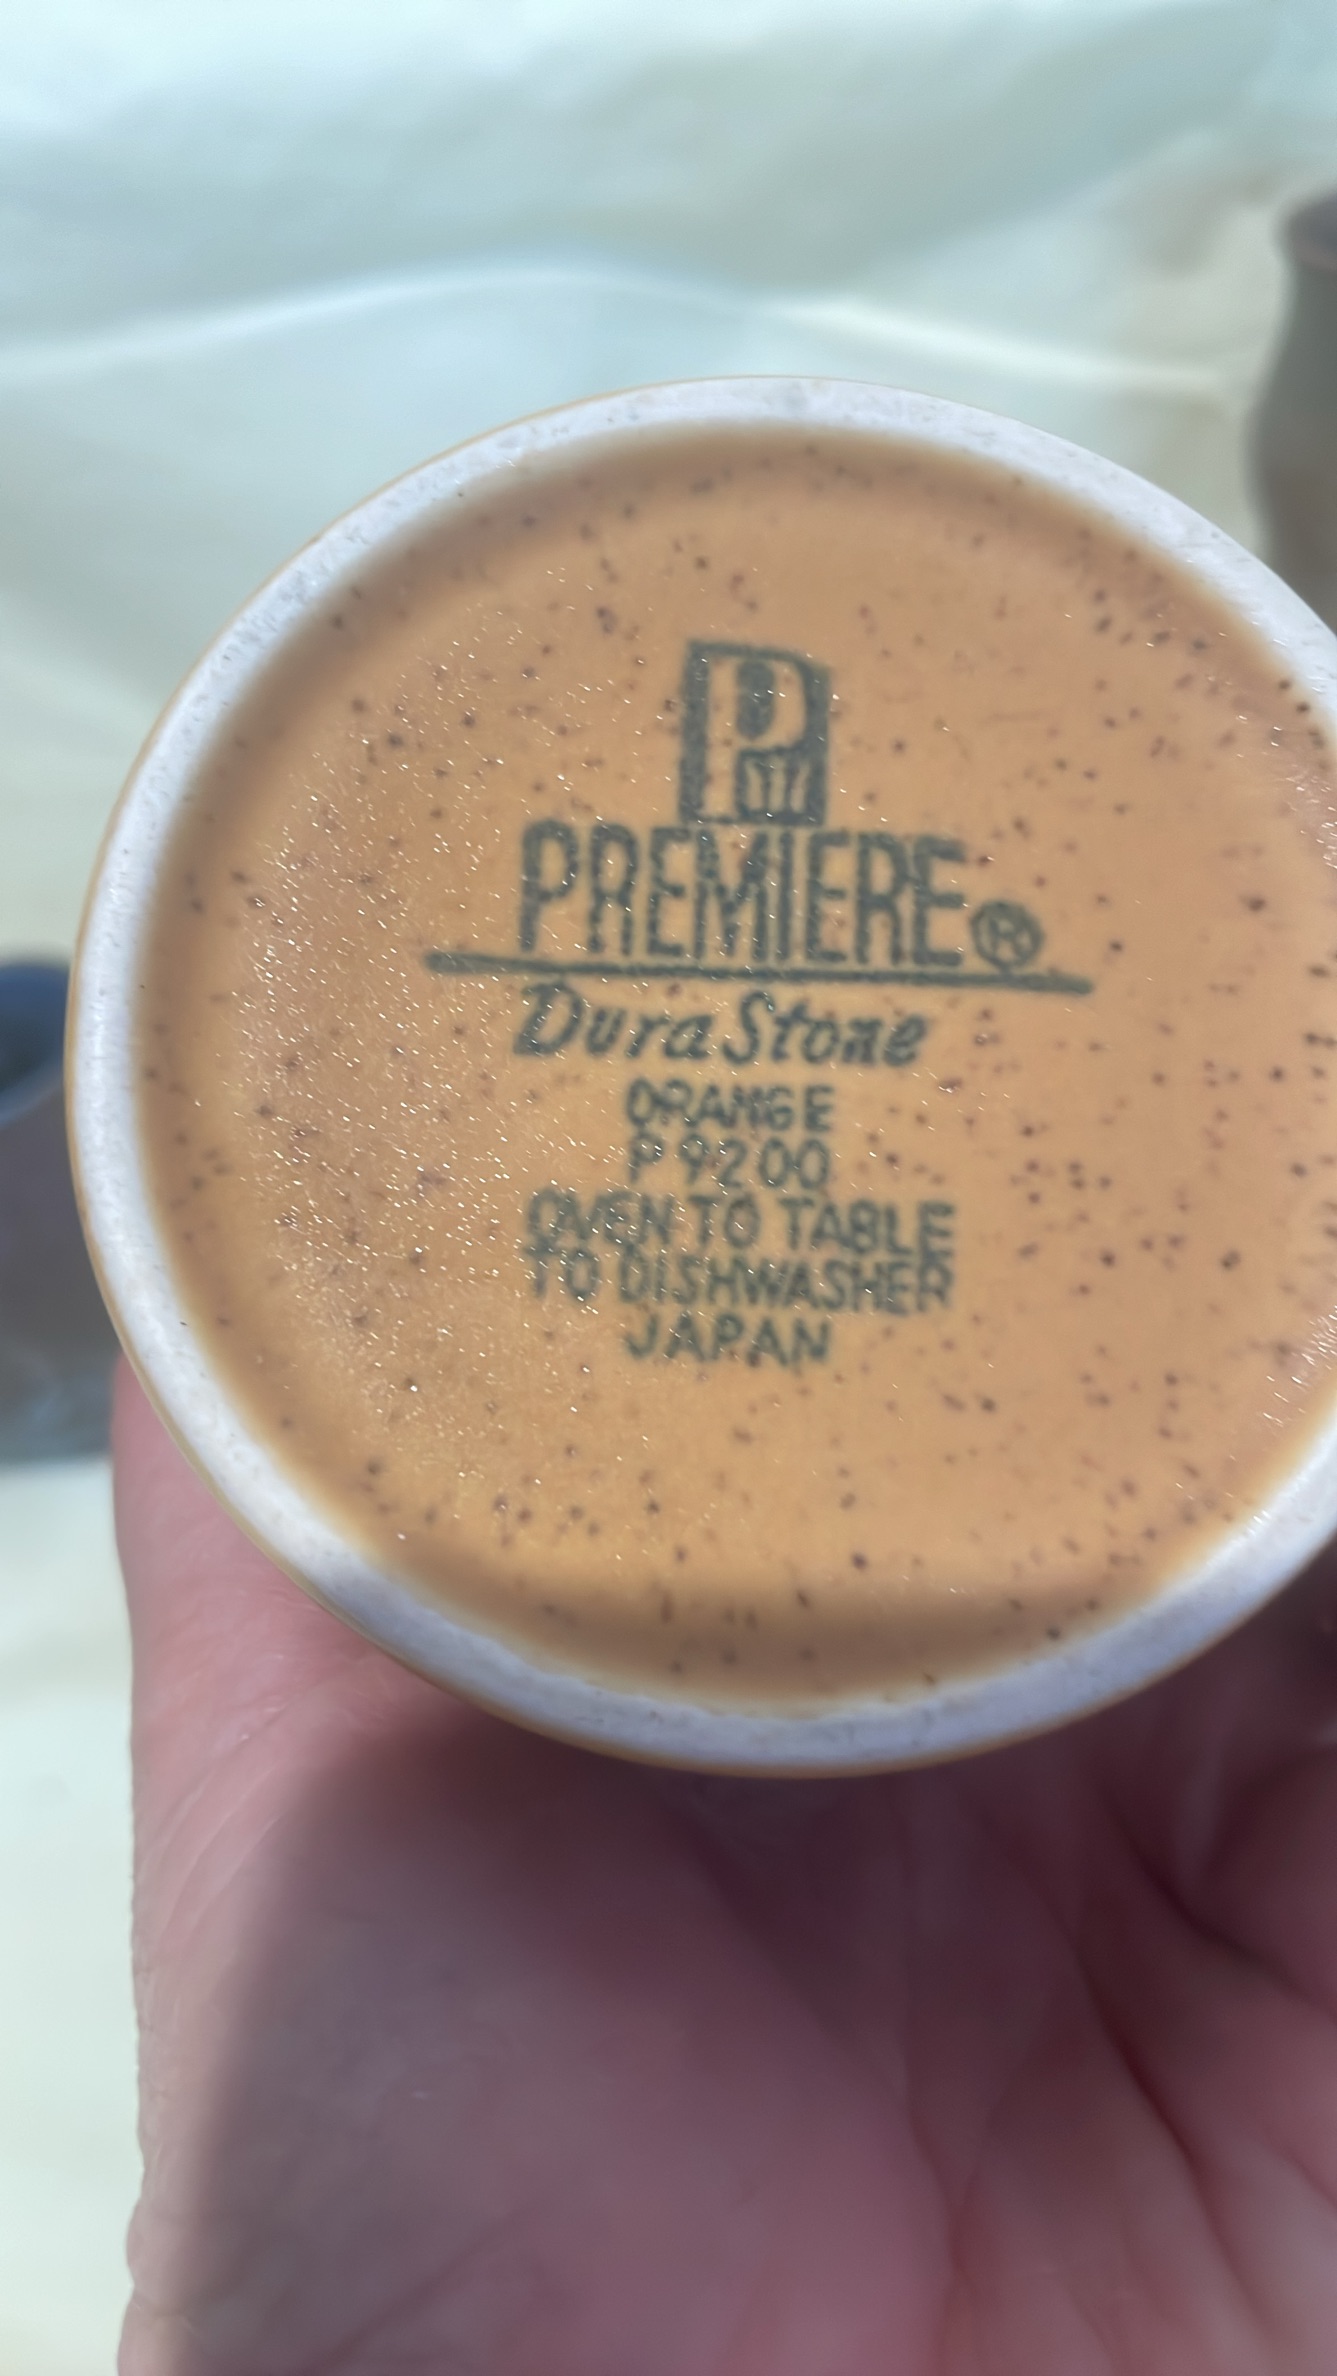 P
PREMIERE®
Dura Stone
ORANGE
P9200
OVEN TO TABLE
TO DISHWASHER
JAPAN